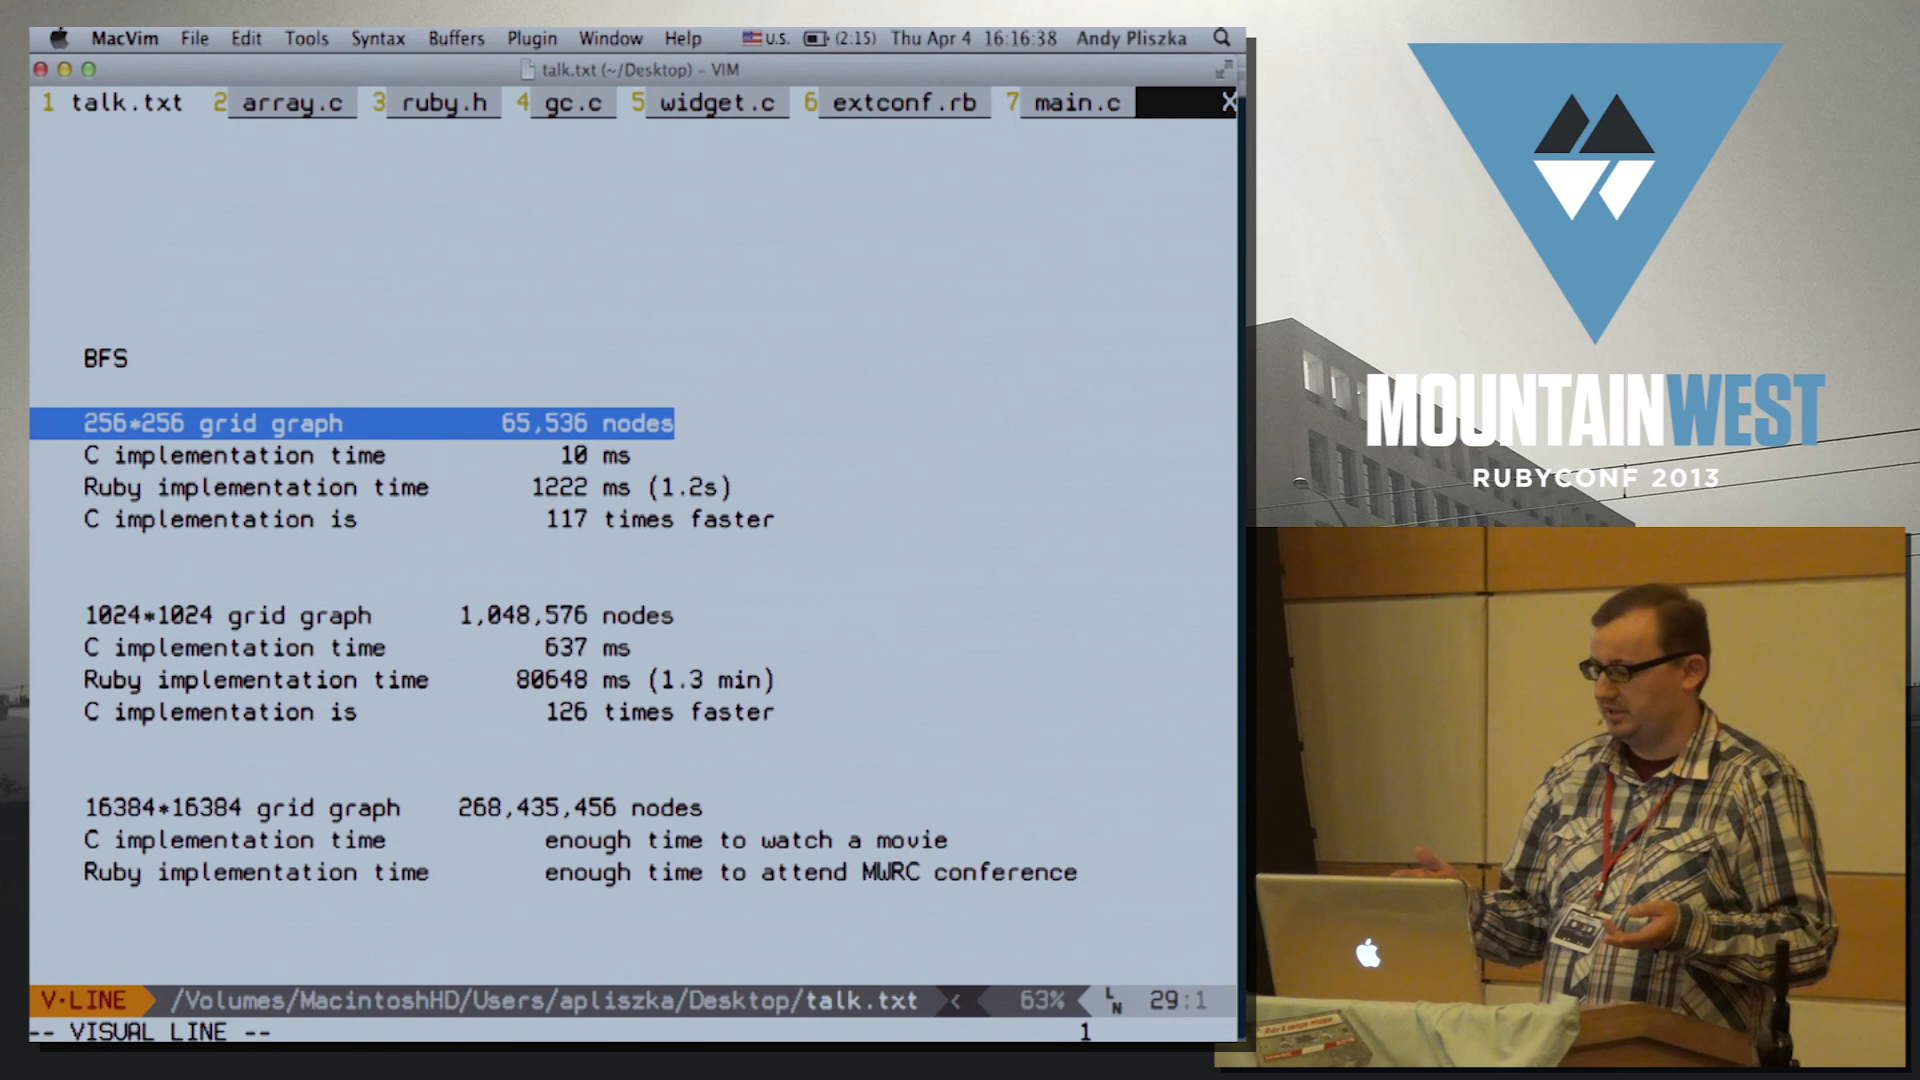 MacVim File Edit Tools Syntax Buffers Plugin Window Help U.S. (2:15) Thu Apr 4 16:16:38 Andy Pliszka
talk.txt (~/Desktop) - VIM
1 talk.txt 2 array.c 3 ruby.h 4 gc.c 5 widget.c 6 extconf.rb 7 main.c X
BFS
256*256 grid graph 65,536 nodes
C implementation time 10 ms
Ruby implementation time 1222 ms (1.2s)
C implementation is 117 times faster
1024*1024 grid graph 1,048,576 nodes
C implementation time 637 ms
Ruby implementation time 80648 ms (1.3 min)
C implementation is 126 times faster
16384*16384 grid graph 268,435,456 nodes
C implementation time enough time to watch a movie
Ruby implementation time enough time to attend MWRC conference
V·LINE /Volumes/MacintoshHD/Users/apliszka/Desktop/talk.txt < 63% LN 29:1
-- VISUAL LINE -- 1
MOUNTAINWEST
RUBYCONF 2013